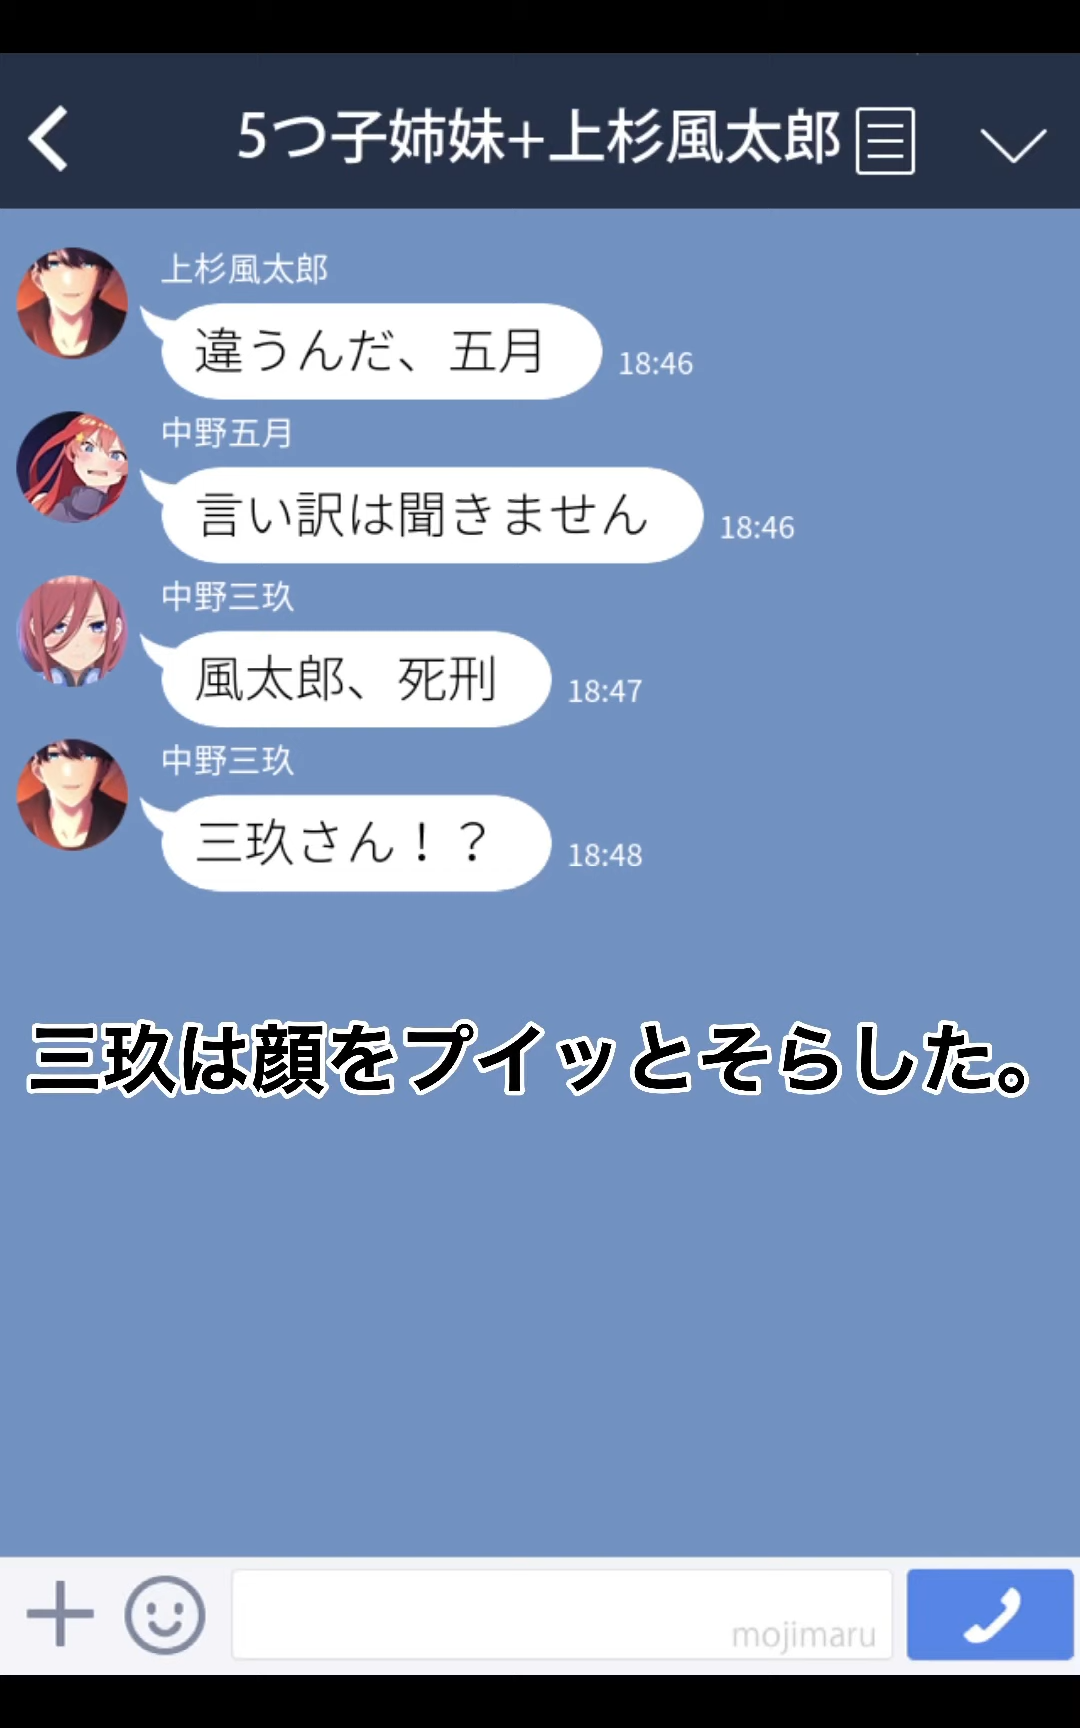 5つ子姉妹+上杉風太郎
上杉風太郎
違うんだ、五月
18:46
中野五月
言い訳は聞きません
18:46
中野三玖
風太郎、死刑
18:47
中野三玖
三玖さん！？
18:48
三玖は顔をプイッとそらした。
mojimaru